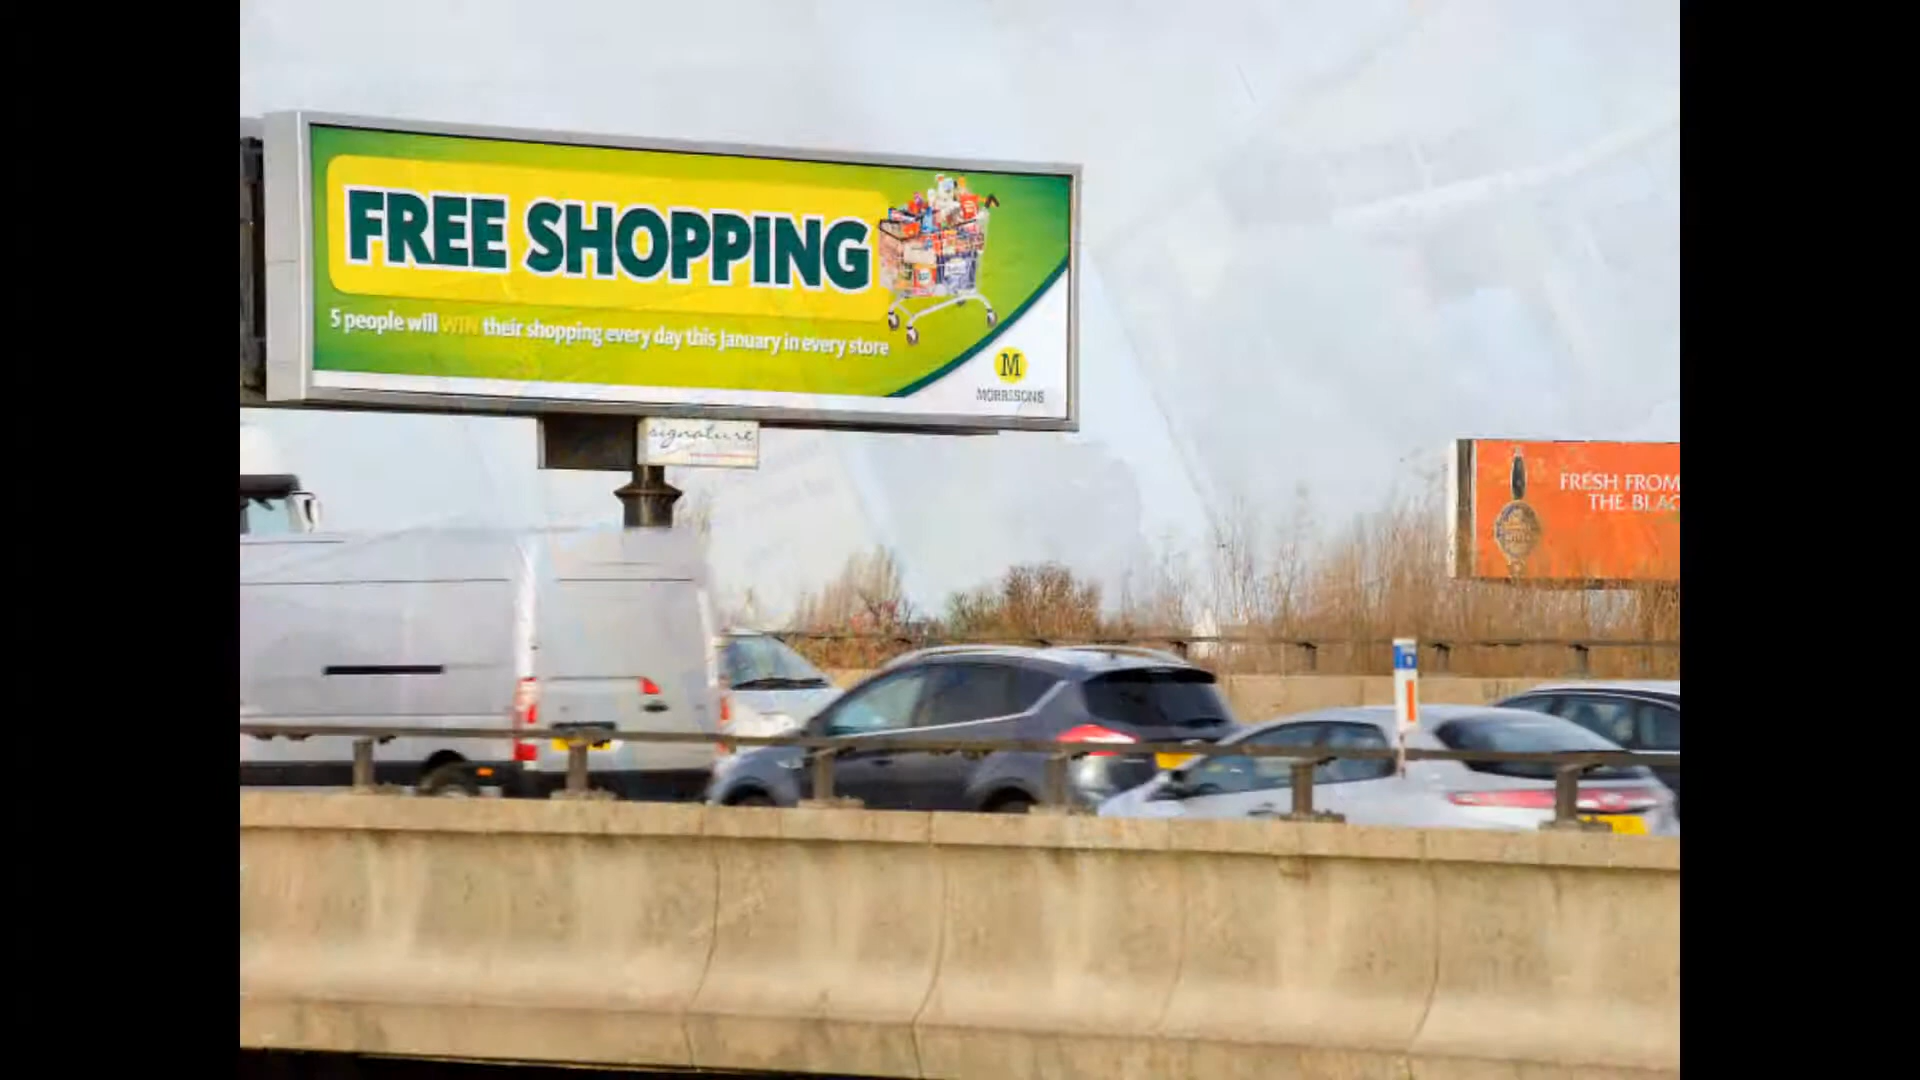 FREE SHOPPING
5 people will WIN their shopping every day this January in every store
M
MORRISONS
signature
FRESH FROM
THE BLAC